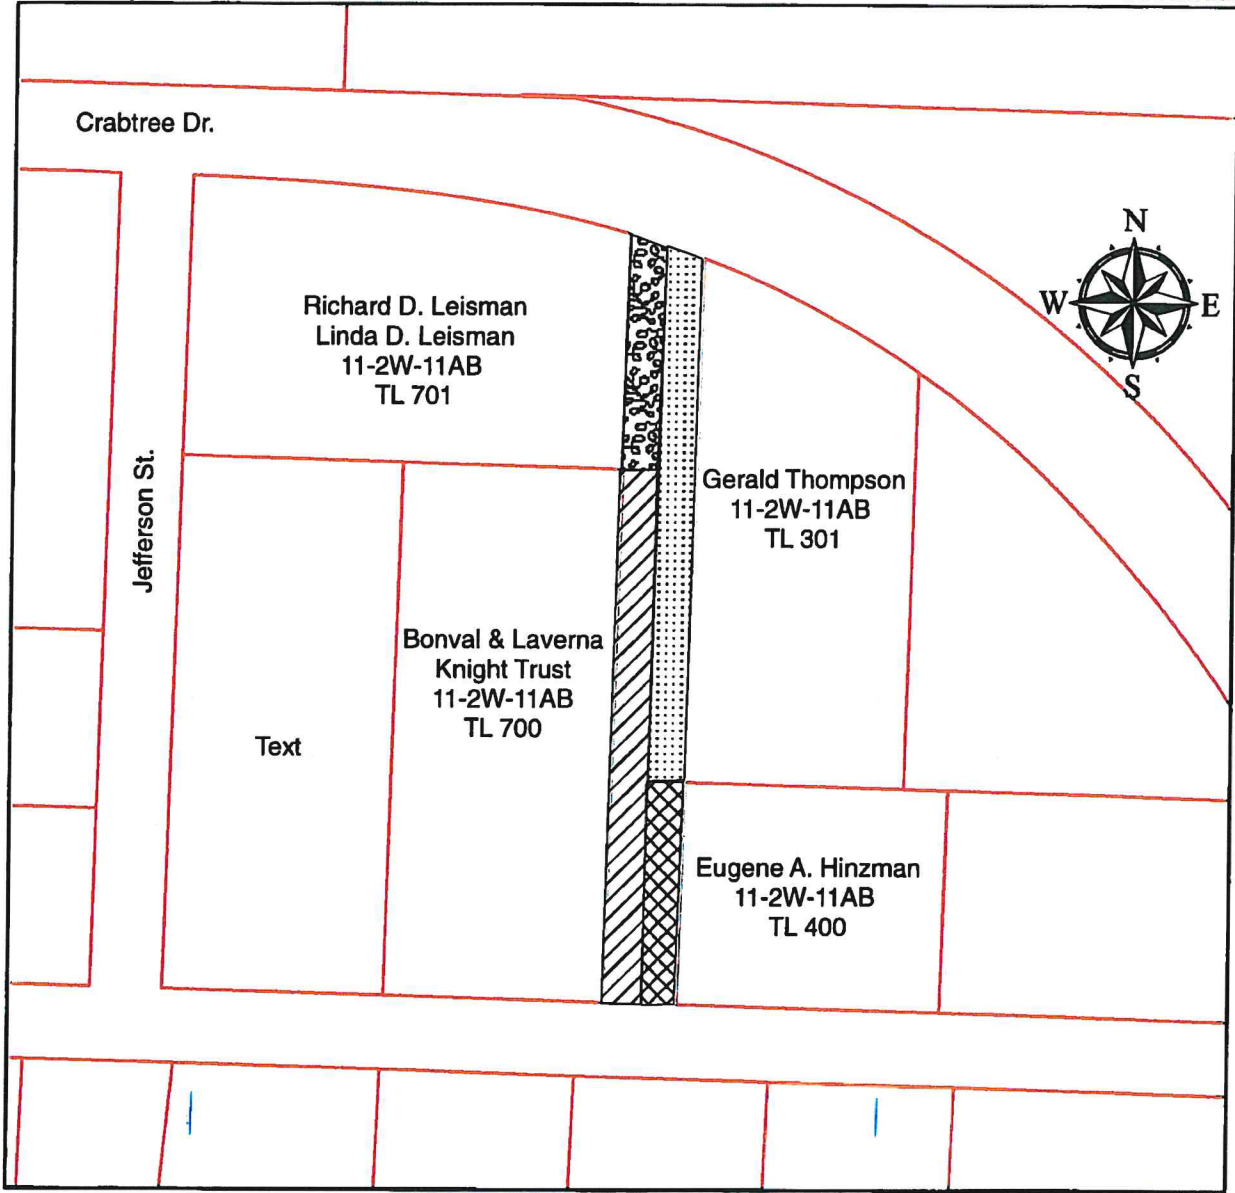 Crabtree Dr.
N
W
E
S
Richard D. Leisman
Linda D. Leisman
11-2W-11AB
TL 701
Jefferson St.
Gerald Thompson
11-2W-11AB
TL 301
Bonval & Laverna
Knight Trust
11-2W-11AB
TL 700
Text
Eugene A. Hinzman
11-2W-11AB
TL 400